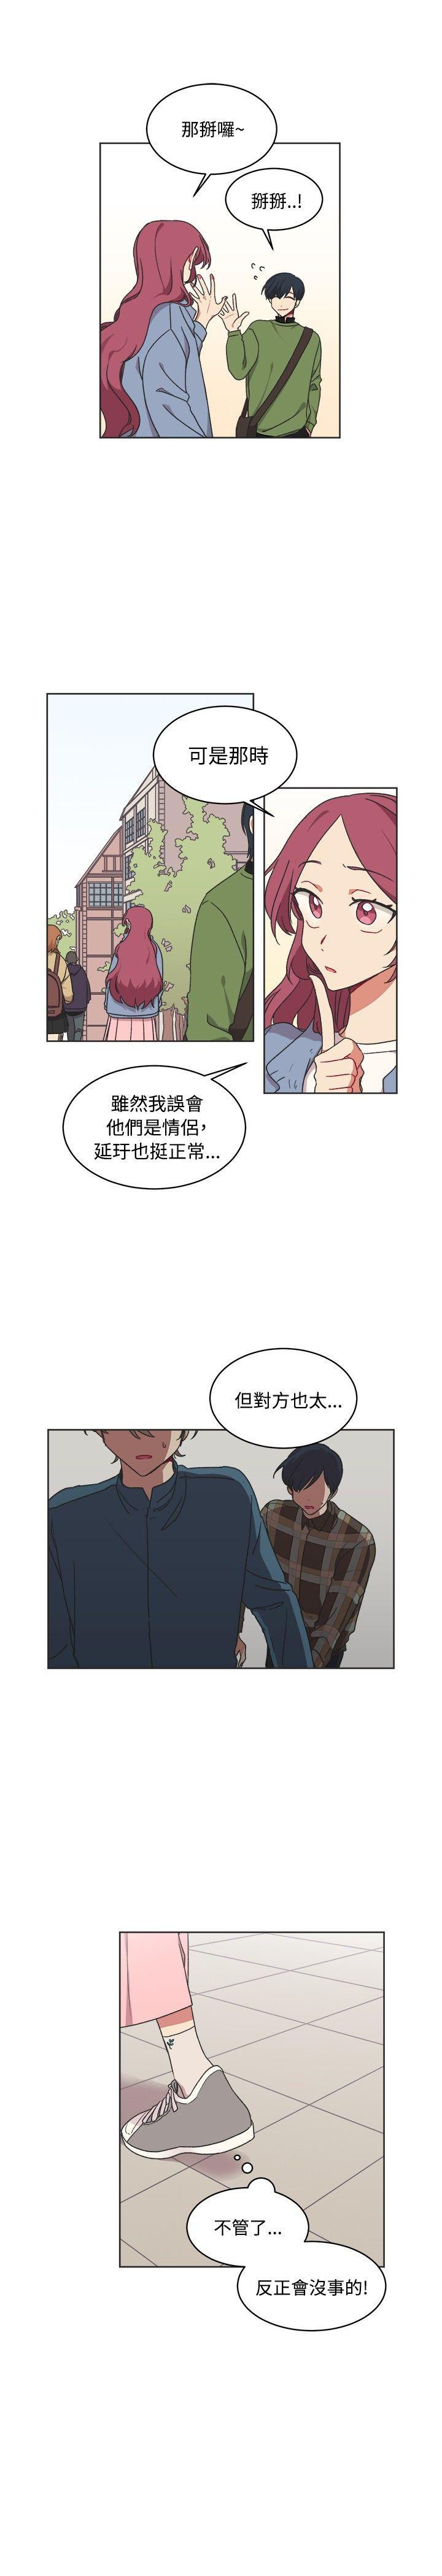 那掰囉~
掰掰..!
可是那時
雖然我誤會
他們是情侶,
延玗也挺正常...
但對方也太...
不管了...
反正會沒事的!